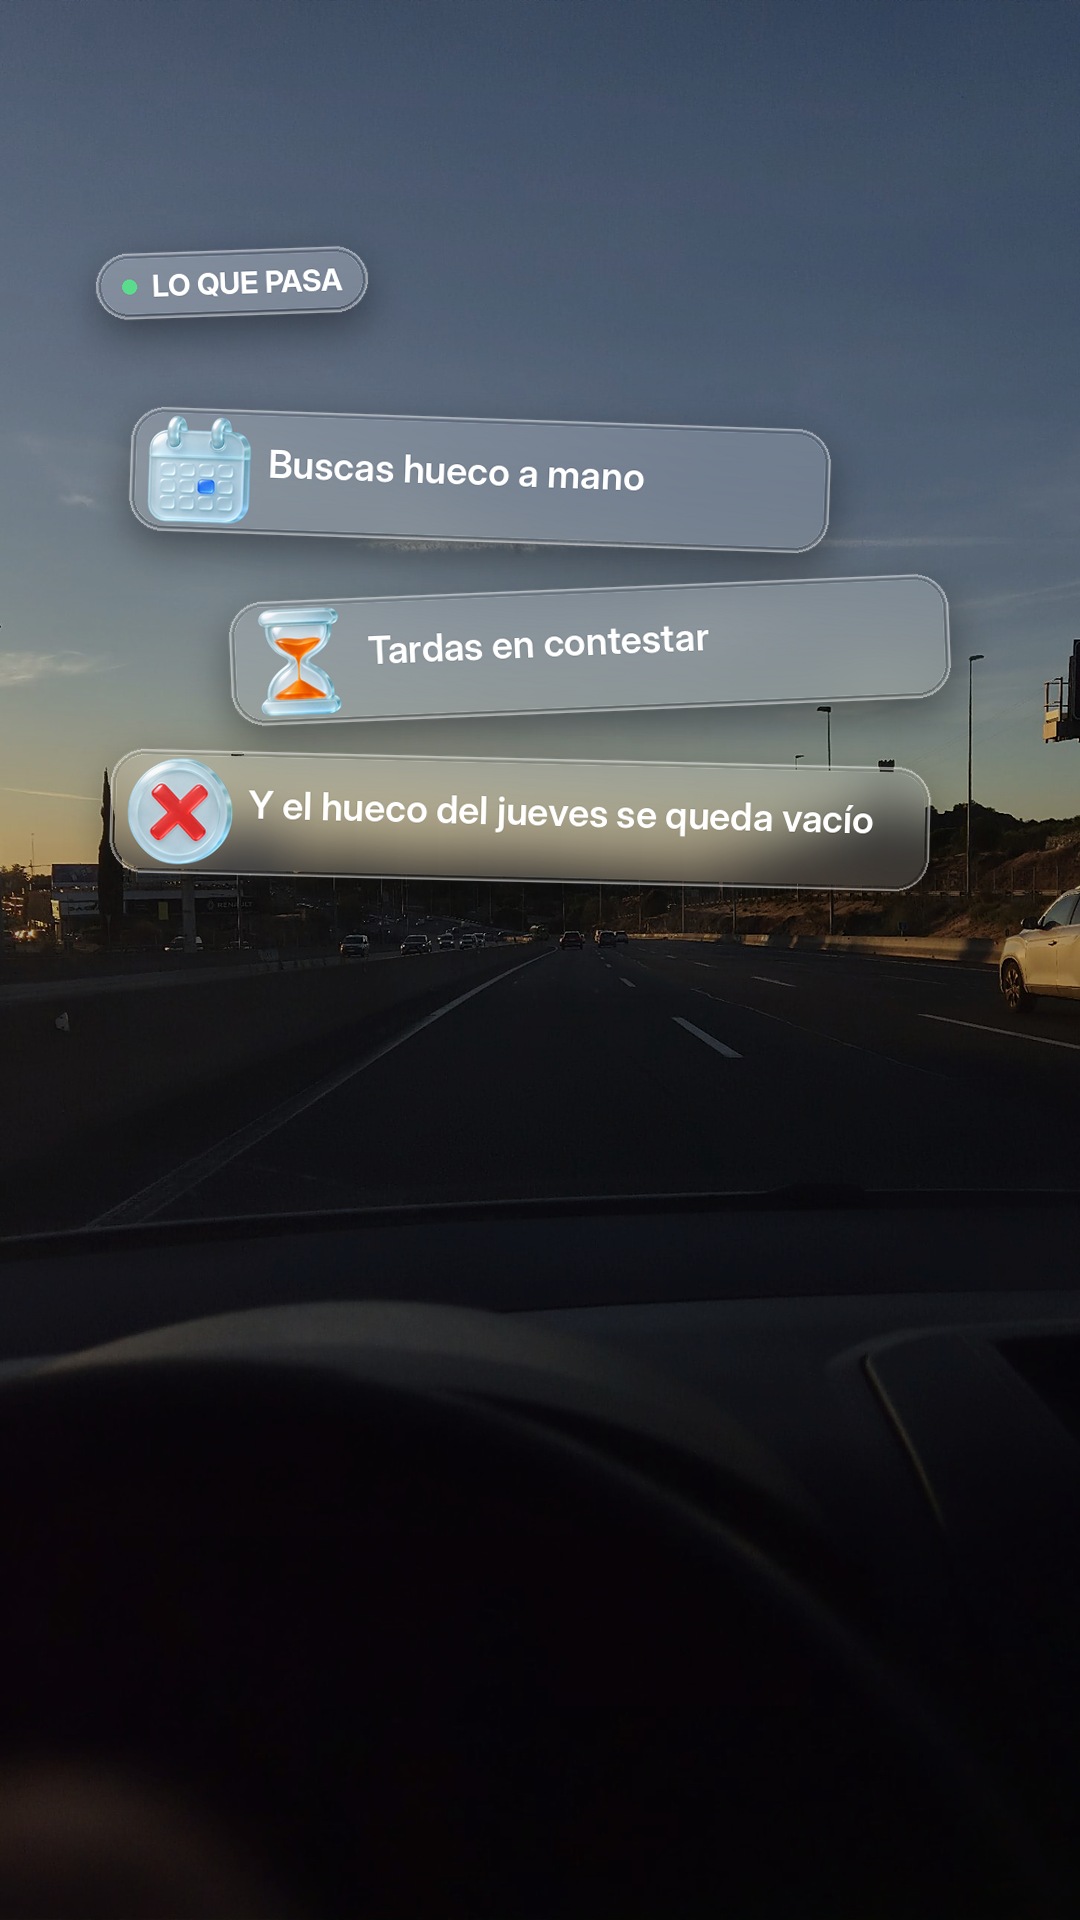 LO QUE PASA
Buscas hueco a mano
Tardas en contestar
Y el hueco del jueves se queda vacío